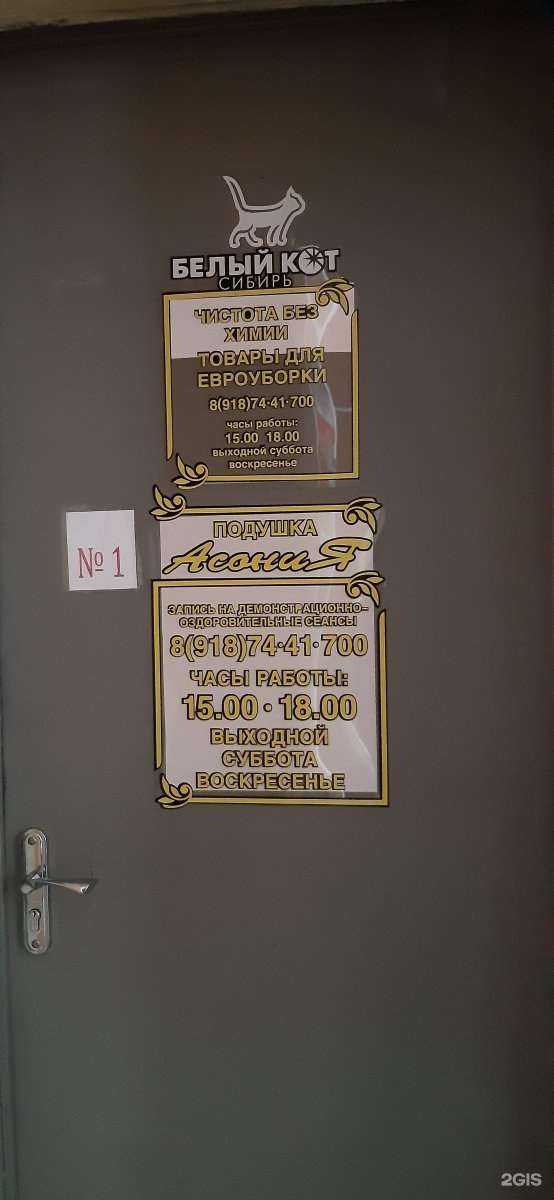 БЕЛЫЙ КОТ
СИБИРЬ
ЧИСТОТА БЕЗ
ХИМИИ
ТОВАРЫ ДЛЯ
ЕВРОУБОРКИ
8(918)74-41-700
часы работы:
15.00 18.00
выходной суббота
воскресенье
№ 1
ПОДУШКА
АсониЯ
ЗАПИСЬ НА ДЕМОНСТРАЦИОННО-
ОЗДОРОВИТЕЛЬНЫЕ СЕАНСЫ
8(918)74-41-700
ЧАСЫ РАБОТЫ:
15.00 - 18.00
ВЫХОДНОЙ
СУББОТА
ВОСКРЕСЕНЬЕ
2GIS